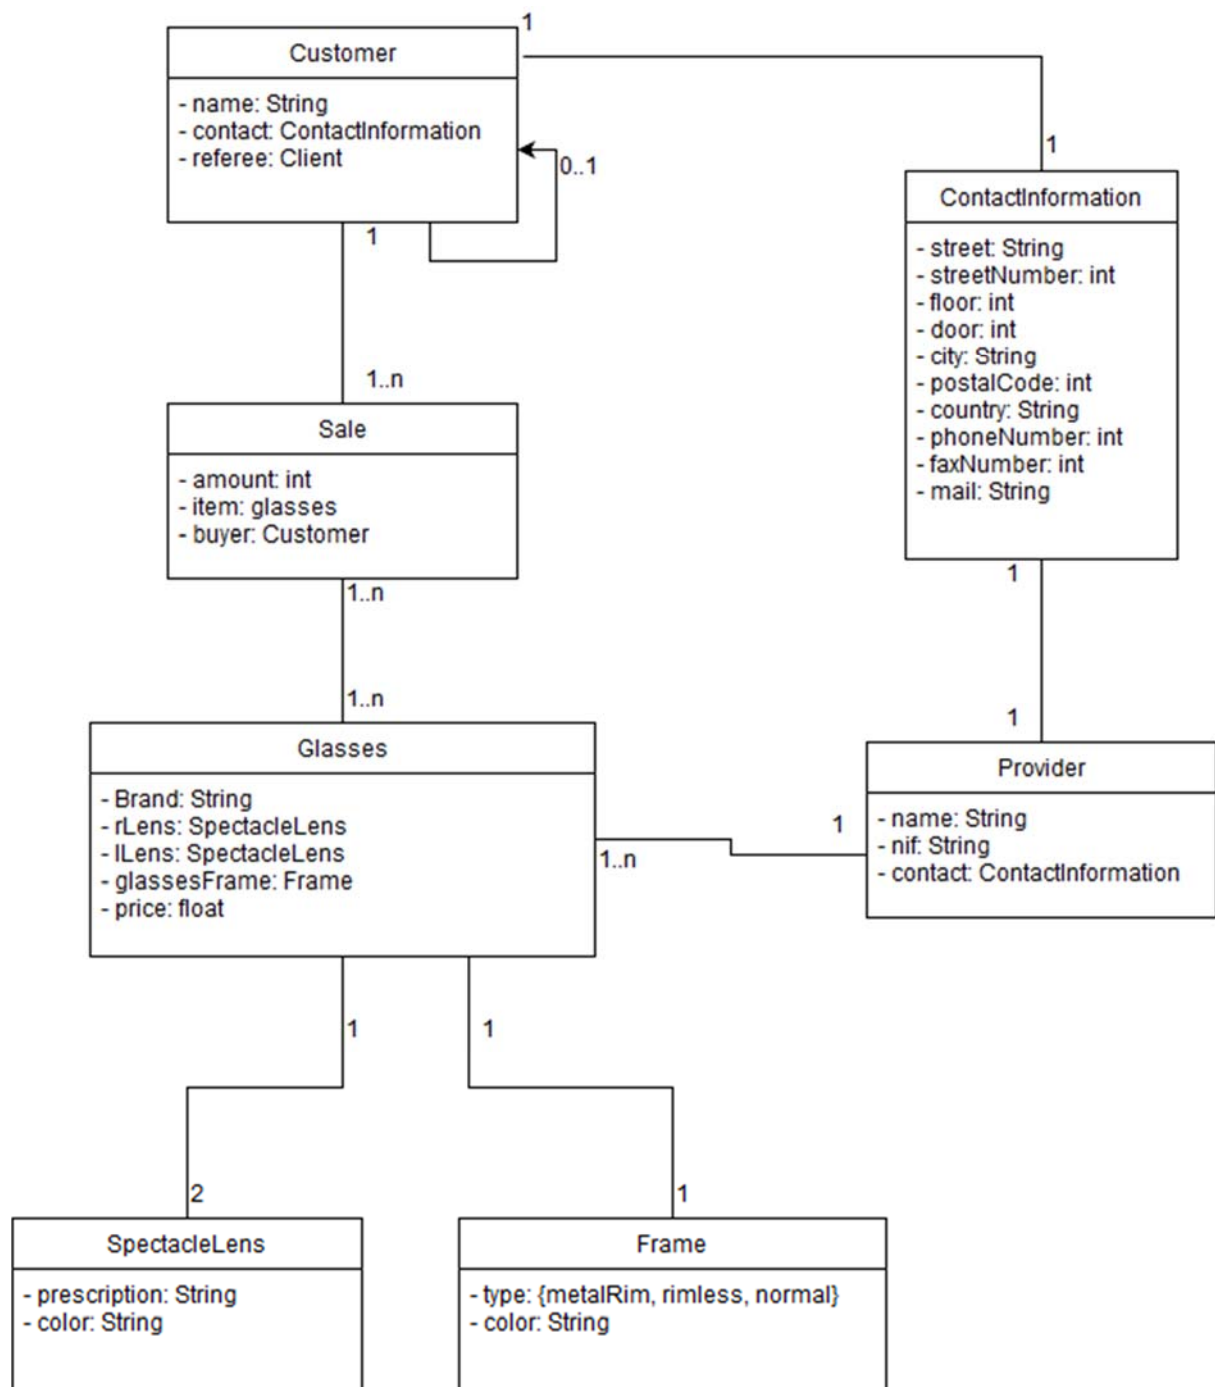 1
Customer
- name: String
- contact: ContactInformation
- referee: Client
0..1
1
1
ContactInformation
- street: String
- streetNumber: int
- floor: int
- door: int
- city: String
- postalCode: int
- country: String
- phoneNumber: int
- faxNumber: int
- mail: String
1..n
Sale
- amount: int
- item: glasses
- buyer: Customer
1..n
1
1..n
1
Glasses
- Brand: String
- rLens: SpectacleLens
- lLens: SpectacleLens
- glassesFrame: Frame
- price: float
1..n
1
Provider
- name: String
- nif: String
- contact: ContactInformation
1
1
2
1
SpectacleLens
- prescription: String
- color: String
Frame
- type: {metalRim, rimless, normal}
- color: String